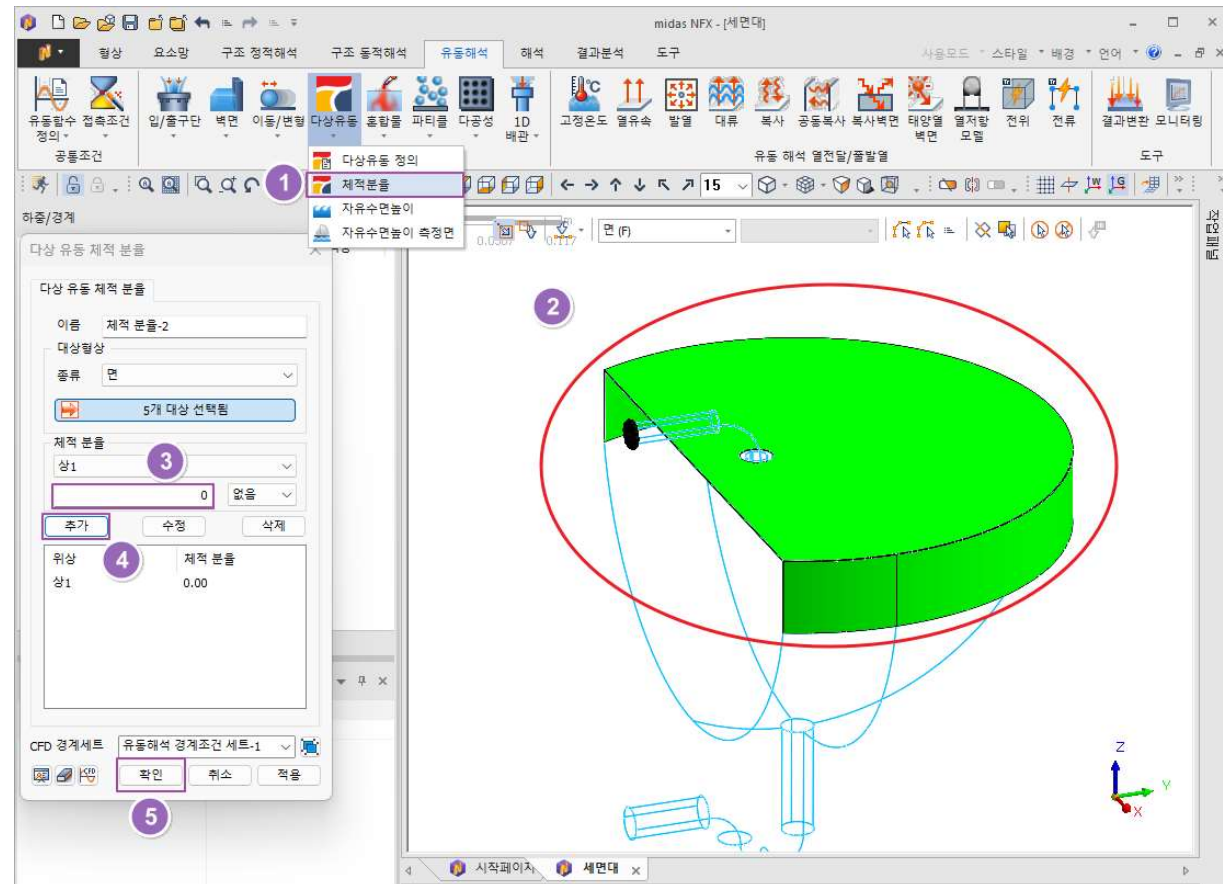 midas NFX - [세면대]
형상 요소망 구조 정적해석 구조 동적해석 유동해석 해석 결과분석 도구 사용모드 스타일 배경 언어
유동함수 정의 접촉조건 입/출구단 벽면 이동/변형 다상유동 혼합물 파티클 다공성 1D 배관 고정온도 열유속 발열 대류 복사 공동복사 복사벽면 태양열 벽면 열저항 모델 전위 전류 결과변환 모니터링
공통조건 유동 해석 열전달/줄발열 도구
다상유동 정의
1 체적분율
자유수면높이
자유수면높이 측정면
15
하중/경계
0.117
면 (F)
작업패널
다상 유동 체적 분율
다상 유동 체적 분율
이름 체적 분율-2
대상형상
종류 면
5개 대상 선택됨
체적 분율
상1
3
0 없음
추가 수정 삭제
4
위상 체적 분율
상1 0.00
CFD 경계세트 유동해석 경계조건 세트-1
CFD
확인 취소 적용
5
2
Z
Y
X
시작페이지 세면대